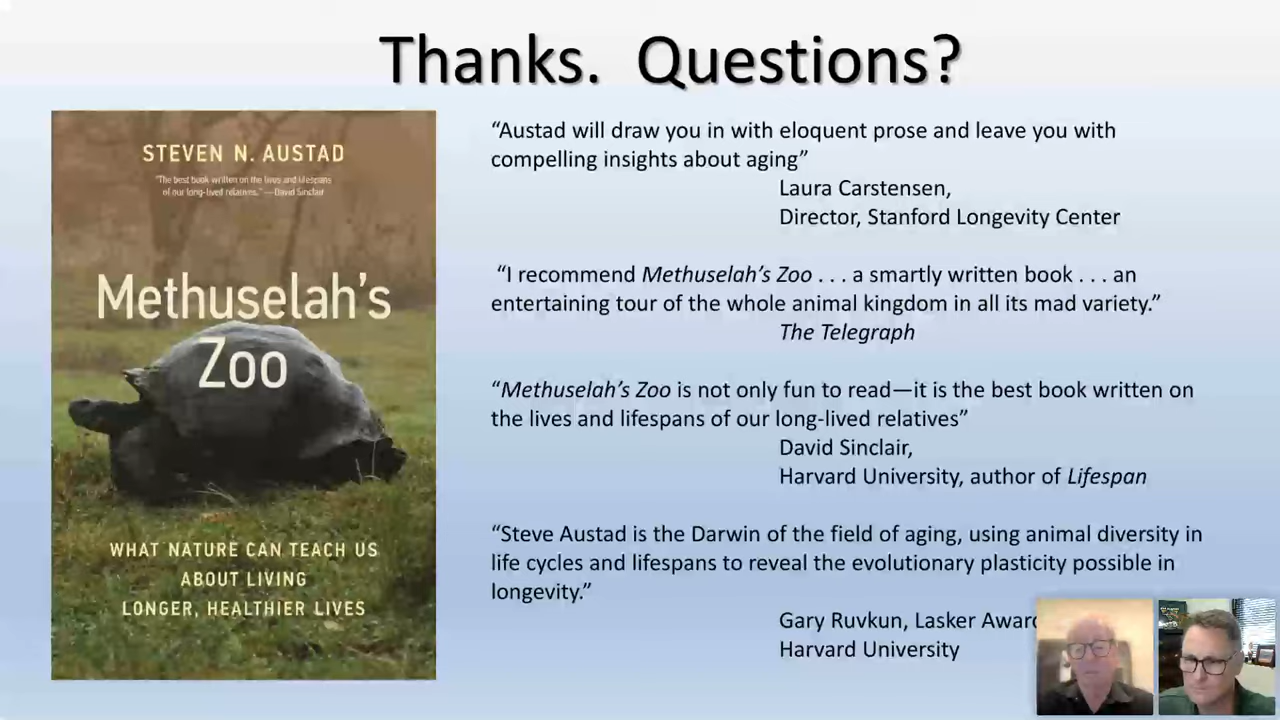 Thanks. Questions?
STEVEN N. AUSTAD
"The best book written on the lives and lifespans
of our long-lived relatives." —David Sinclair
Methuselah's
Zoo
WHAT NATURE CAN TEACH US
ABOUT LIVING
LONGER, HEALTHIER LIVES
“Austad will draw you in with eloquent prose and leave you with
compelling insights about aging”
Laura Carstensen,
Director, Stanford Longevity Center
“I recommend Methuselah’s Zoo . . . a smartly written book . . . an
entertaining tour of the whole animal kingdom in all its mad variety.”
The Telegraph
“Methuselah’s Zoo is not only fun to read—it is the best book written on
the lives and lifespans of our long-lived relatives”
David Sinclair,
Harvard University, author of Lifespan
“Steve Austad is the Darwin of the field of aging, using animal diversity in
life cycles and lifespans to reveal the evolutionary plasticity possible in
longevity.”
Gary Ruvkun, Lasker Awar
Harvard University